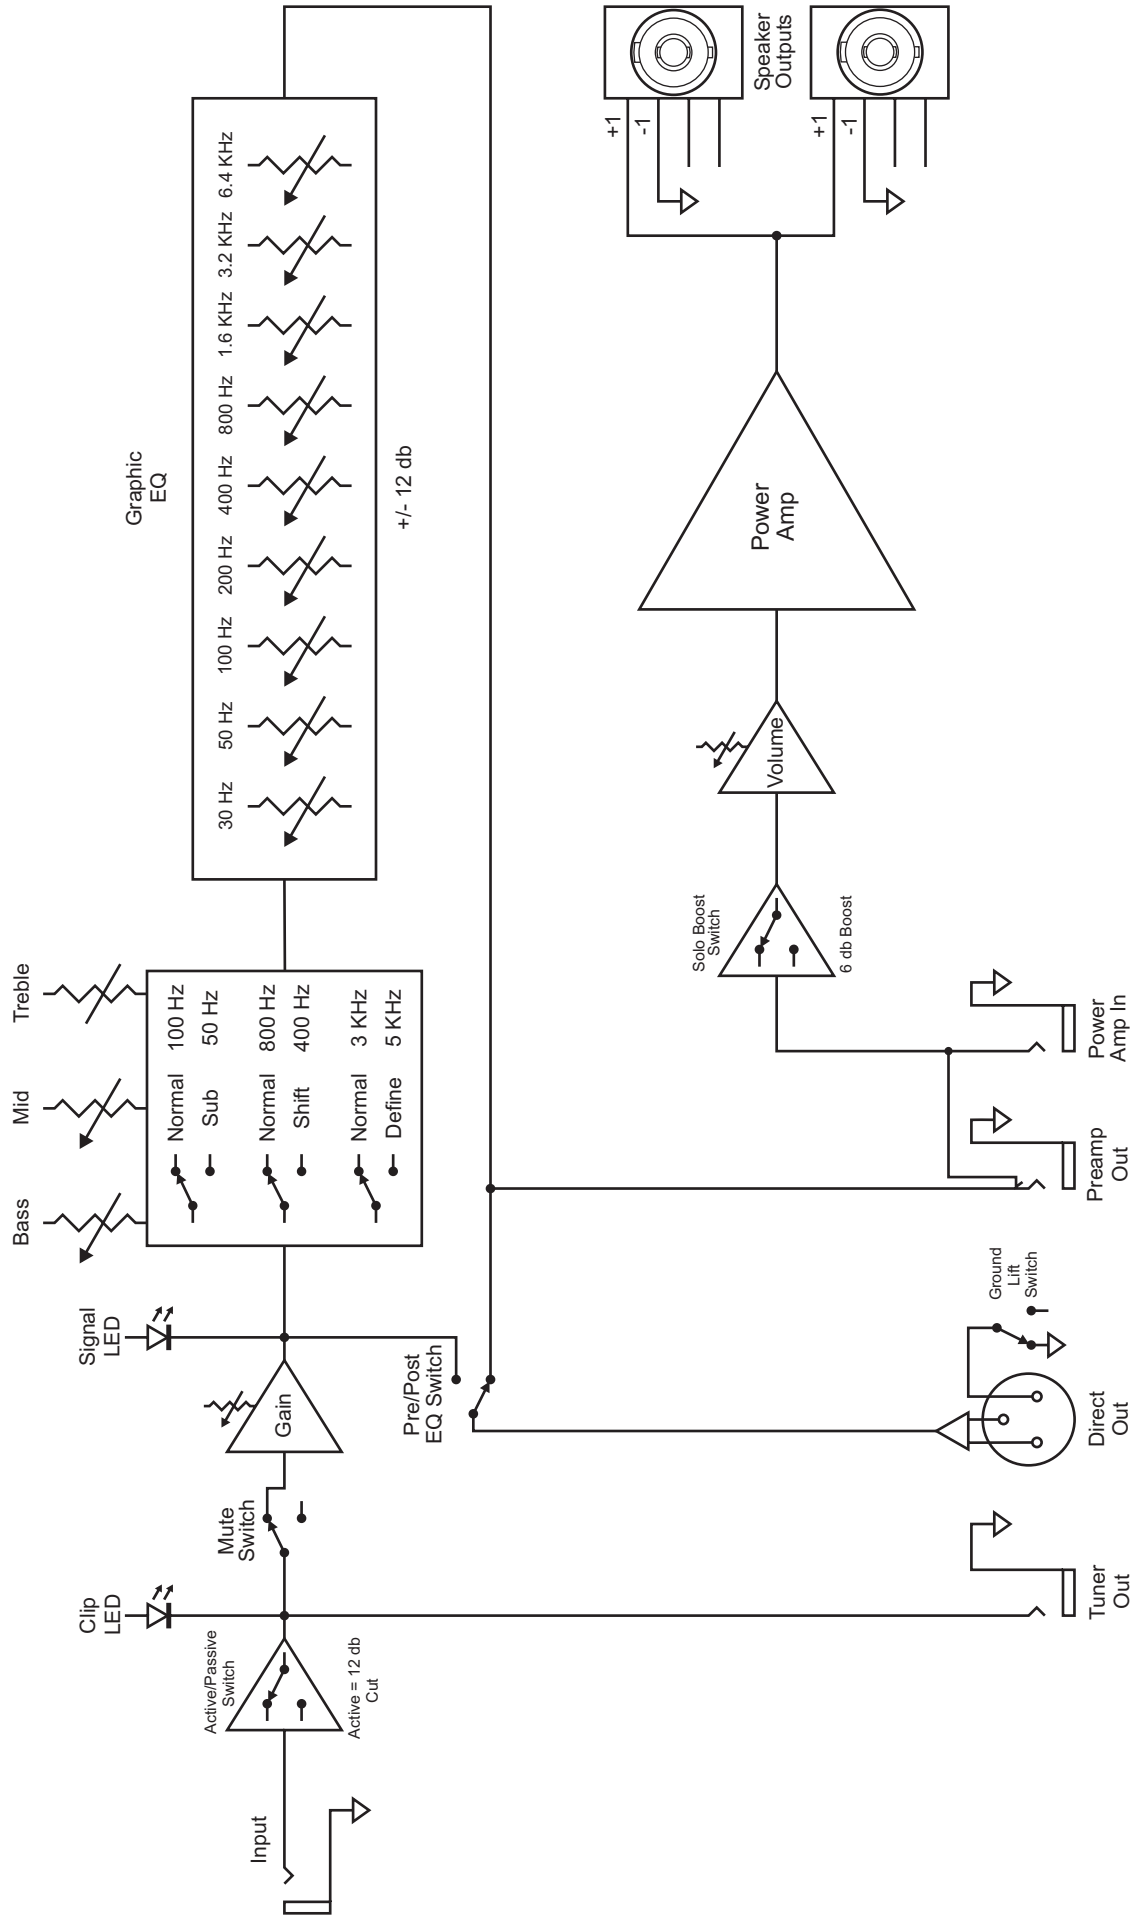 Input
Active/Passive
Switch
Active = 12 db
Cut
Clip
LED
Mute
Switch
Gain
Signal
LED
Pre/Post
EQ Switch
Bass
Mid
Treble
Normal 100 Hz
Sub 50 Hz
Normal 800 Hz
Shift 400 Hz
Normal 3 KHz
Define 5 KHz
Graphic
EQ
30 Hz
50 Hz
100 Hz
200 Hz
400 Hz
800 Hz
1.6 KHz
3.2 KHz
6.4 KHz
+/- 12 db
Tuner
Out
Direct
Out
Ground
Lift
Switch
Preamp
Out
Power
Amp In
Solo Boost
Switch
6 db Boost
Volume
Power
Amp
+1
-1
+1
-1
Speaker
Outputs